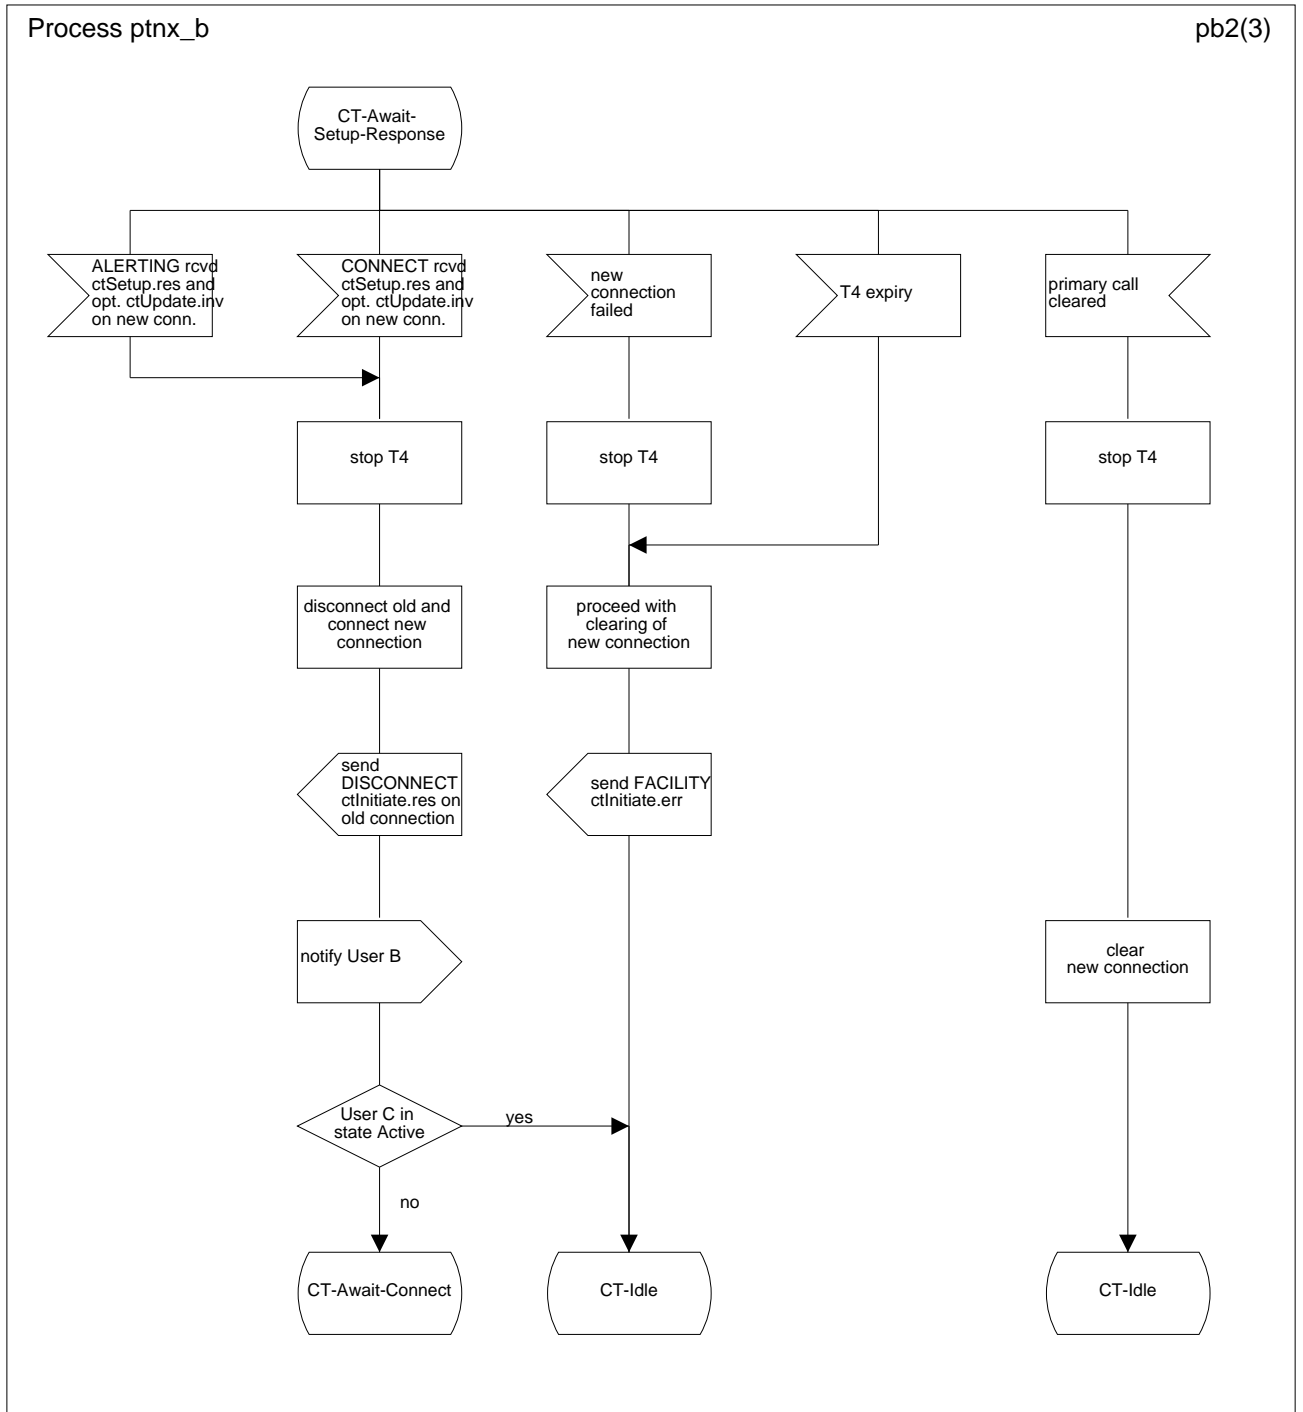 Process ptnx_b
pb2(3)
CT-Await-
Setup-Response
ALERTING rcvd
ctSetup.res and
opt. ctUpdate.inv
on new conn.
CONNECT rcvd
ctSetup.res and
opt. ctUpdate.inv
on new conn.
new
connection
failed
T4 expiry
primary call
cleared
stop T4
stop T4
stop T4
disconnect old and
connect new
connection
proceed with
clearing of
new connection
send
DISCONNECT
ctInitiate.res on
old connection
send FACILITY
ctInitiate.err
notify User B
clear
new connection
User C in
state Active
yes
no
CT-Await-Connect
CT-Idle
CT-Idle